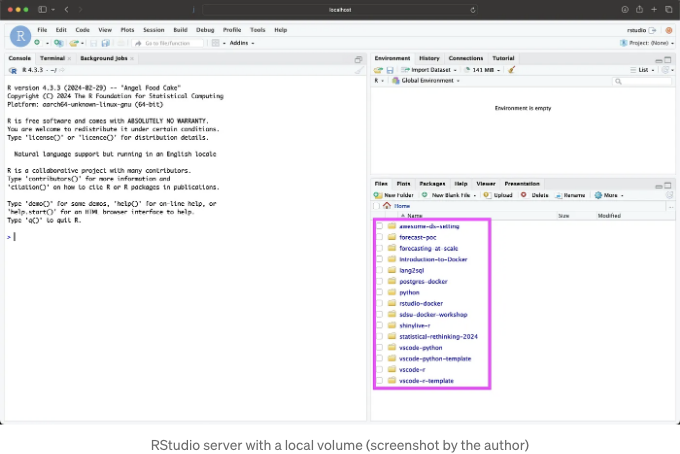 localhost
File Edit Code View Plots Session Build Debug Profile Tools Help
rstudio
Go to file/function Addins
Project: (None)
Console Terminal Background Jobs
R 4.3.3 · ~/
R version 4.3.3 (2024-02-29) -- "Angel Food Cake"
Copyright (C) 2024 The R Foundation for Statistical Computing
Platform: aarch64-unknown-linux-gnu (64-bit)
R is free software and comes with ABSOLUTELY NO WARRANTY.
You are welcome to redistribute it under certain conditions.
Type 'license()' or 'licence()' for distribution details.
Natural language support but running in an English locale
R is a collaborative project with many contributors.
Type 'contributors()' for more information and
'citation()' on how to cite R or R packages in publications.
Type 'demo()' for some demos, 'help()' for on-line help, or
'help.start()' for an HTML browser interface to help.
Type 'q()' to quit R.
>
Environment History Connections Tutorial
Import Dataset 141 MiB List
R Global Environment
Environment is empty
Files Plots Packages Help Viewer Presentation
New Folder New Blank File Upload Delete Rename More
Home
Name Size Modified
awesome-ds-setting
forecast-poc
forecasting-at-scale
Introduction-to-Docker
lang2sql
postgres-docker
python
rstudio-docker
sdsu-docker-workshop
shinylive-r
statistical-rethinking-2024
vscode-python
vscode-python-template
vscode-r
vscode-r-template
RStudio server with a local volume (screenshot by the author)